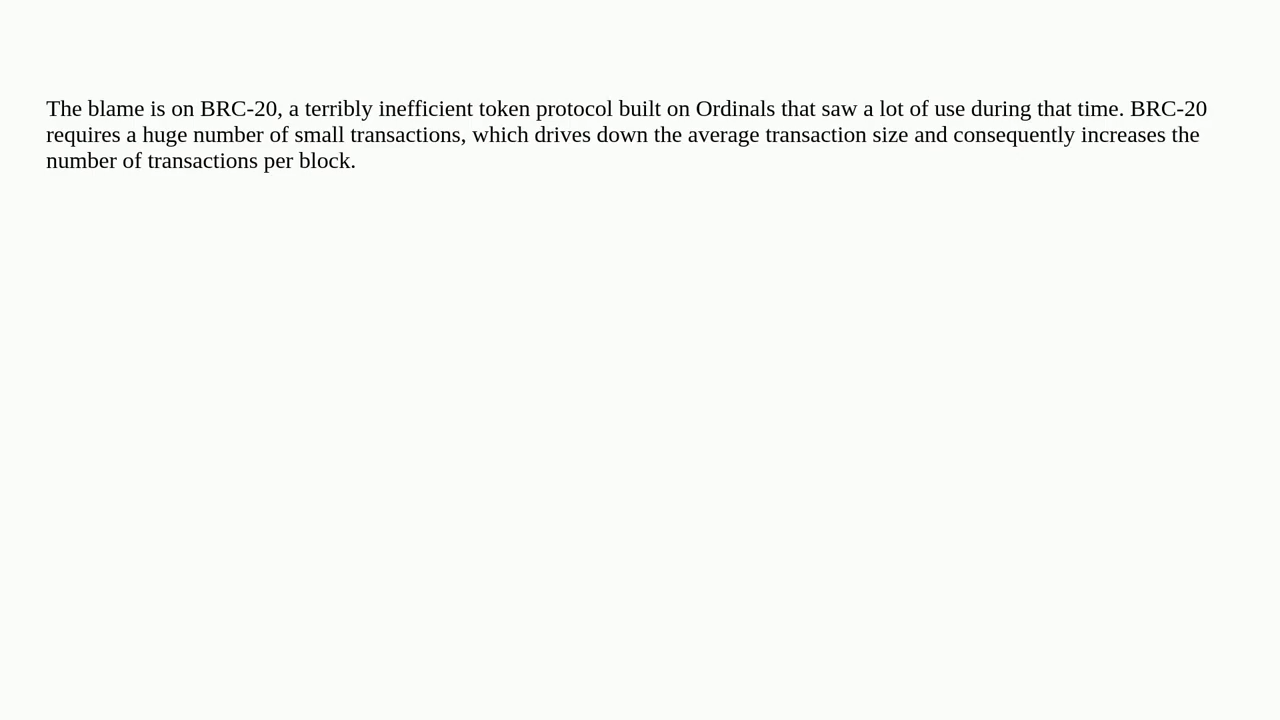 The blame is on BRC-20, a terribly inefficient token protocol built on Ordinals that saw a lot of use during that time. BRC-20
requires a huge number of small transactions, which drives down the average transaction size and consequently increases the
number of transactions per block.